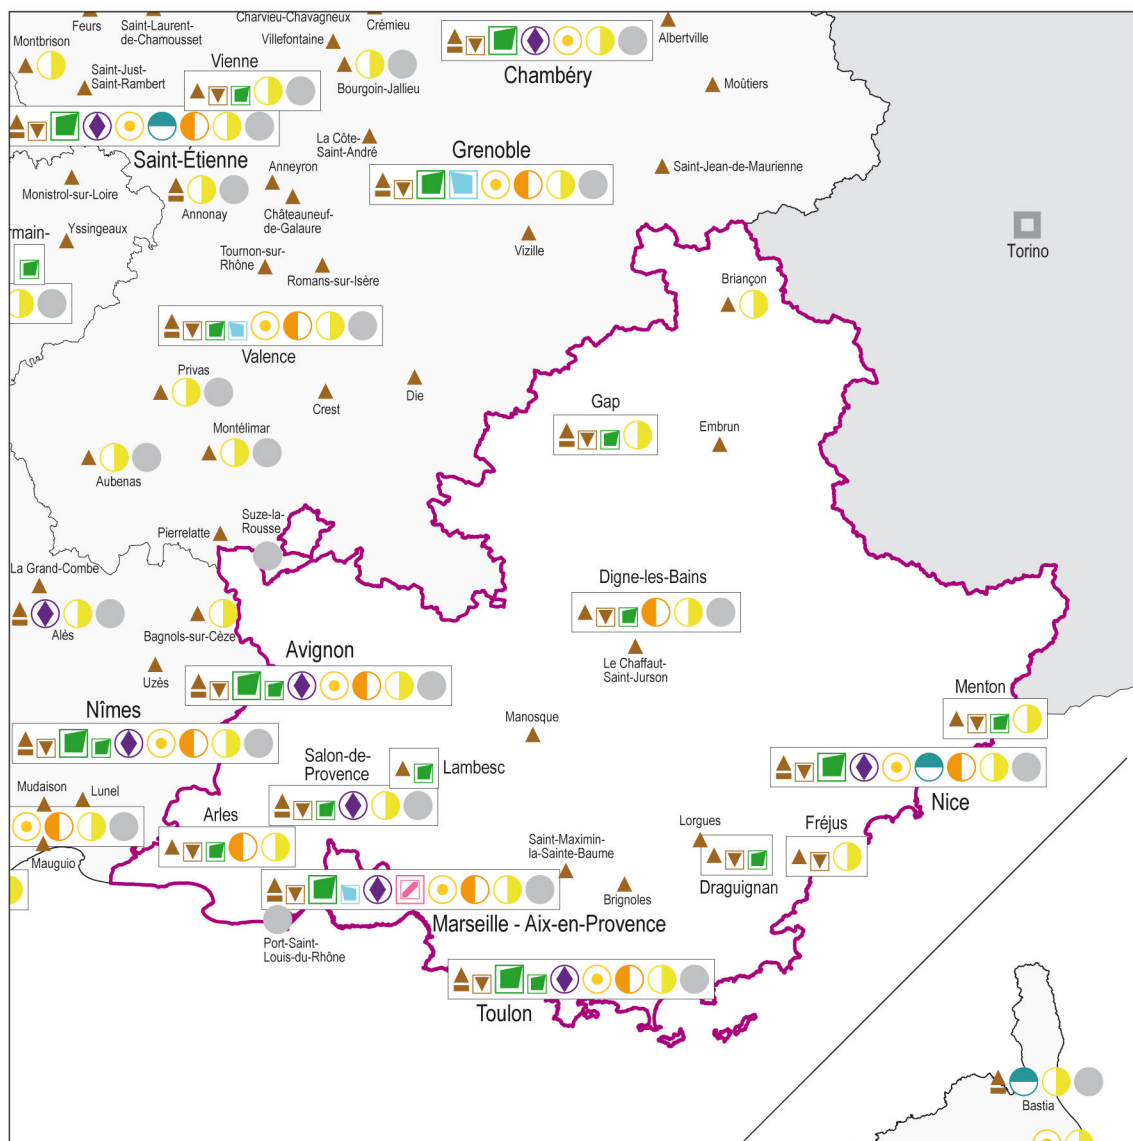 Feurs
Saint-Laurent-
de-Chamousset
Charvieu-Chavagneux
Crémieu
Villefontaine
Albertville
Montbrison
Saint-Just-
Saint-Rambert
Vienne
Bourgoin-Jallieu
Chambéry
Moûtiers
La Côte-
Saint-André
Saint-Étienne
Grenoble
Saint-Jean-de-Maurienne
Monistrol-sur-Loire
Anneyron
Annonay
Châteauneuf-
de-Galaure
Yssingeaux
rmain-
Tournon-sur-
Rhône
Romans-sur-Isère
Vizille
Torino
Briançon
Valence
Privas
Crest
Die
Gap
Embrun
Montélimar
Aubenas
Suze-la-
Rousse
Pierrelatte
La Grand-Combe
Digne-les-Bains
Alès
Bagnols-sur-Cèze
Avignon
Uzès
Le Chaffaut-
Saint-Jurson
Menton
Nîmes
Manosque
Salon-de-
Provence
Lambesc
Mudaison
Lunel
Nice
Arles
Mauguio
Saint-Maximin-
la-Sainte-Baume
Lorgues
Fréjus
Draguignan
Brignoles
Marseille - Aix-en-Provence
Port-Saint-
Louis-du-Rhône
Toulon
Bastia